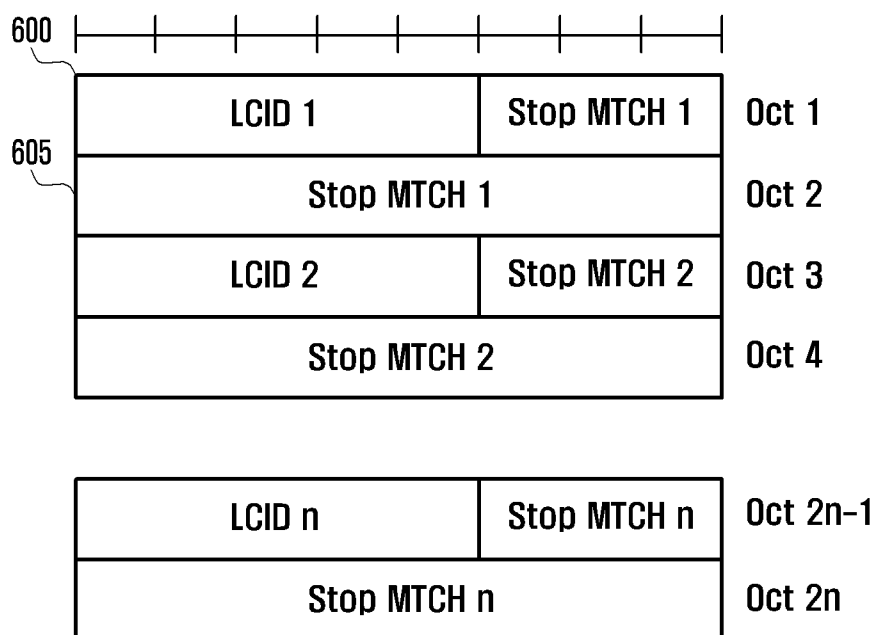 600
LCID 1 Stop MTCH 1 Oct 1
605
Stop MTCH 1 Oct 2
LCID 2 Stop MTCH 2 Oct 3
Stop MTCH 2 Oct 4
LCID n Stop MTCH n Oct 2n-1
Stop MTCH n Oct 2n